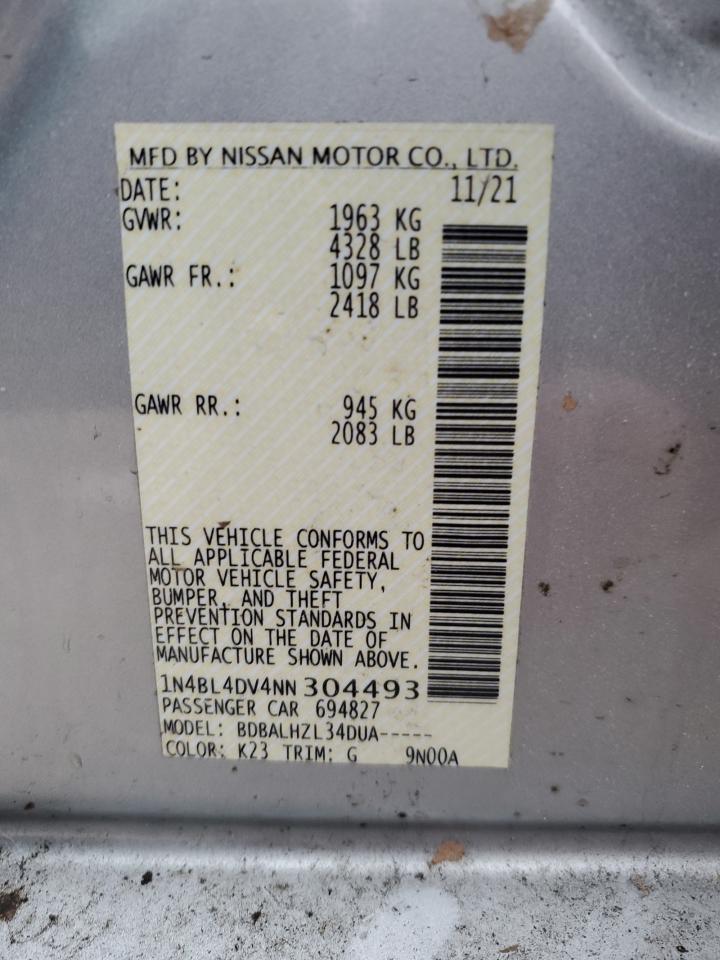 MFD BY NISSAN MOTOR CO., LTD.
DATE: 11/21
GVWR: 1963 KG
4328 LB
GAWR FR.: 1097 KG
2418 LB
GAWR RR.: 945 KG
2083 LB
THIS VEHICLE CONFORMS TO
ALL APPLICABLE FEDERAL
MOTOR VEHICLE SAFETY,
BUMPER, AND THEFT
PREVENTION STANDARDS IN
EFFECT ON THE DATE OF
MANUFACTURE SHOWN ABOVE.
1N4BL4DV4NN304493
PASSENGER CAR 694827
MODEL: BDBALHZL34DUA-----
COLOR: K23 TRIM: G 9N00A